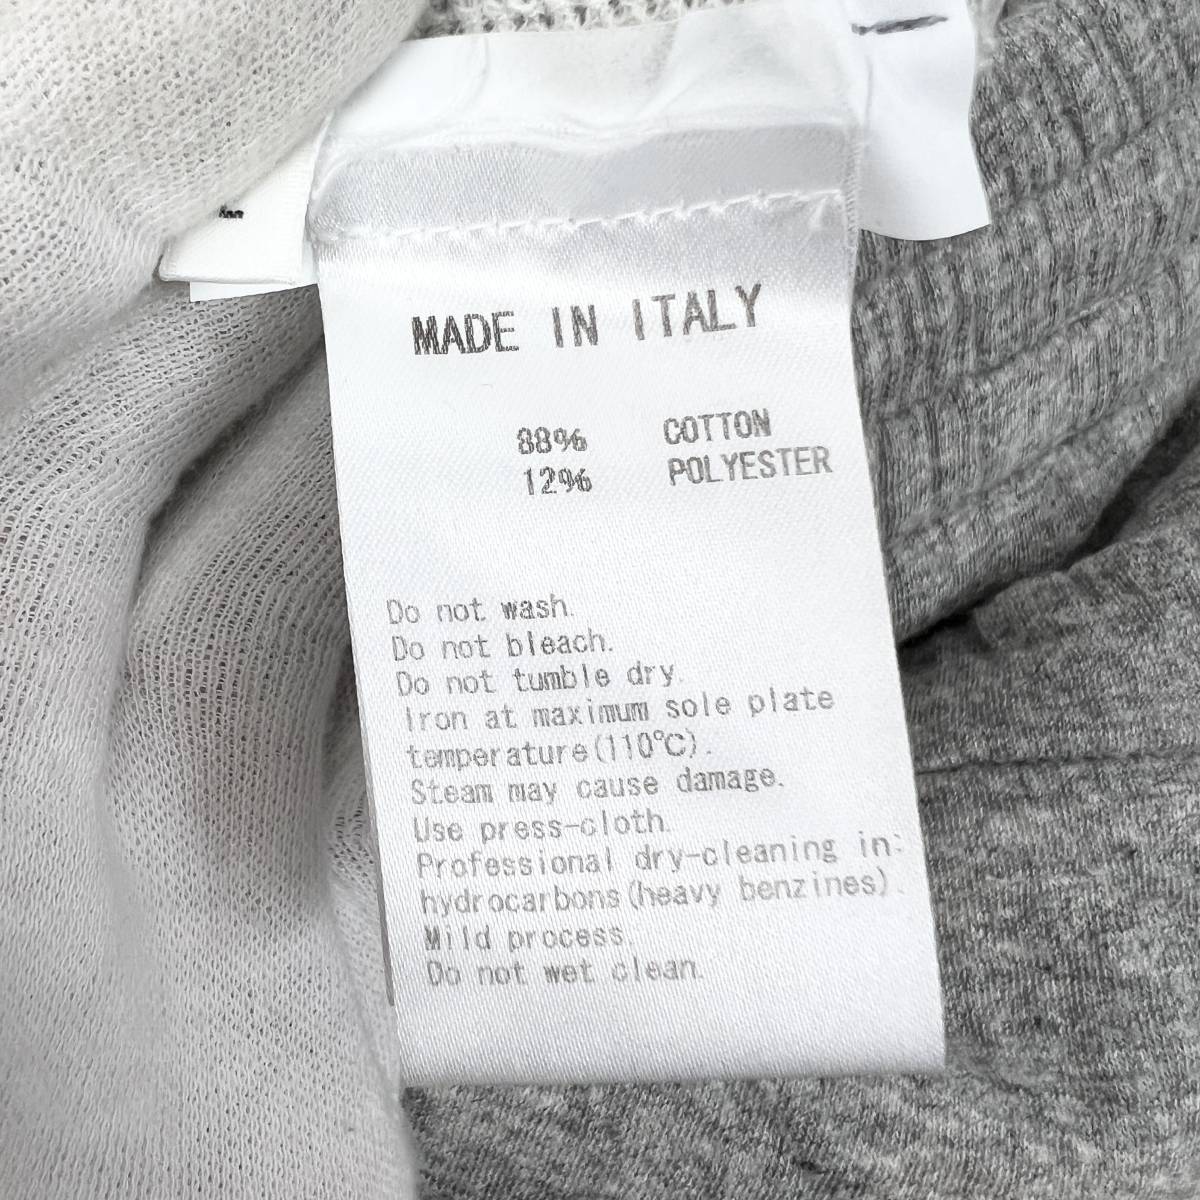 MADE IN ITALY
88% COTTON
12% POLYESTER
Do not wash.
Do not bleach.
Do not tumble dry.
Iron at maximum sole plate
temperature(110℃).
Steam may cause damage.
Use press-cloth.
Professional dry-cleaning in:
hydrocarbons(heavy benzines).
Mild process.
Do not wet clean.